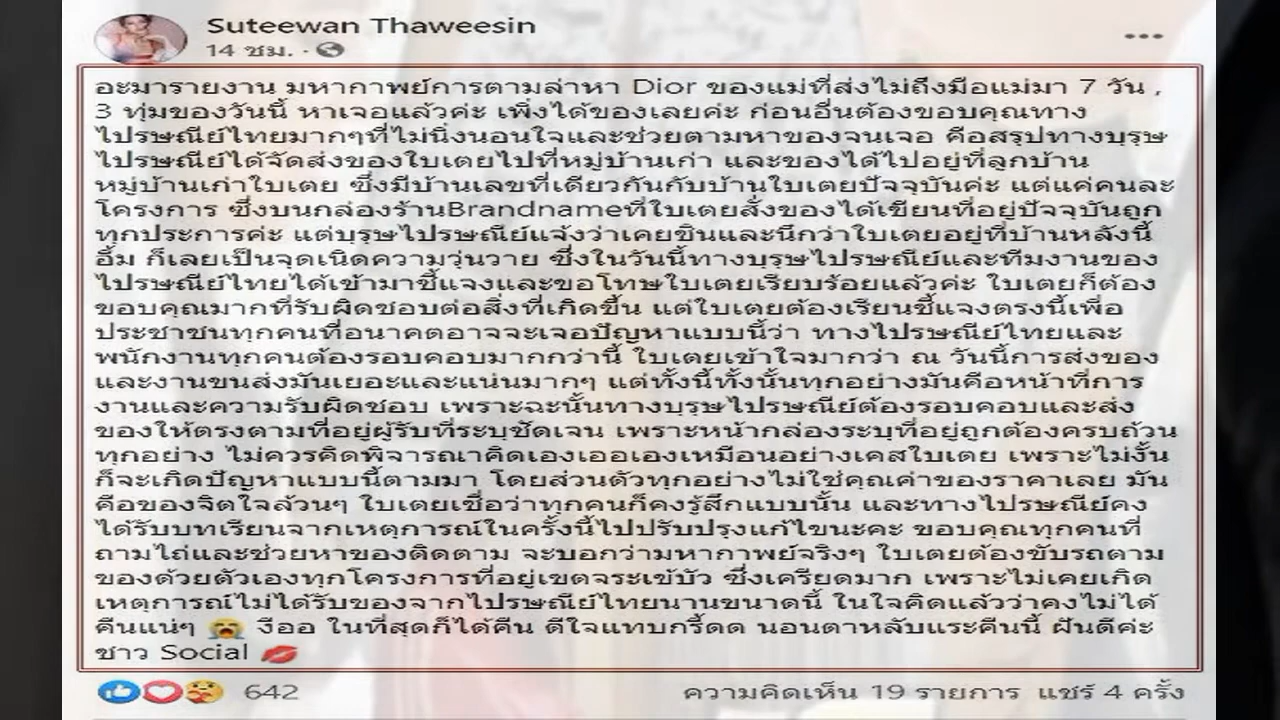 Suteewan Thaweesin
14 ชม. ·
อะมารายงาน มหากาพย์การตามล่าหา Dior ของแม่ที่ส่งไม่ถึงมือแม่มา 7 วัน ,
3 ทุ่มของวันนี้ หาเจอแล้วค่ะ เพิ่งได้ของเลยค่ะ ก่อนอื่นต้องขอบคุณทาง
ไปรษณีย์ไทยมากๆที่ไม่นิ่งนอนใจและช่วยตามหาของจนเจอ คือสรุปทางบุรุษ
ไปรษณีย์ได้จัดส่งของใบเตยไปที่หมู่บ้านเก่า และของได้ไปอยู่ที่ลูกบ้าน
หมู่บ้านเก่าใบเตย ซึ่งมีบ้านเลขที่เดียวกันกับบ้านใบเตยปัจจุบันค่ะ แต่แค่คนละ
โครงการ ซึ่งบนกล่องร้านBrandnameที่ใบเตยสั่งของได้เขียนที่อยู่ปัจจุบันถูก
ทุกประการค่ะ แต่บุรุษไปรษณีย์แจ้งว่าเคยชินและนึกว่าใบเตยอยู่ที่บ้านหลังนี้
อิ้ม ก็เลยเป็นจุดเนิดความวุ่นวาย ซึ่งในวันนี้ทางบุรุษไปรษณีย์และทีมงานของ
ไปรษณีย์ไทยได้เข้ามาชี้แจงและขอโทษใบเตยเรียบร้อยแล้วค่ะ ใบเตยก็ต้อง
ขอบคุณมากที่รับผิดชอบต่อสิ่งที่เกิดขึ้น แต่ใบเตยต้องเรียนชี้แจงตรงนี้เพื่อ
ประชาชนทุกคนที่อนาคตอาจจะเจอปัญหาแบบนี้ว่า ทางไปรษณีย์ไทยและ
พนักงานทุกคนต้องรอบคอบมากกว่านี้ ใบเตยเข้าใจมากว่า ณ วันนี้การส่งของ
และงานขนส่งมันเยอะและแน่นมากๆ แต่ทั้งนี้ทั้งนั้นทุกอย่างมันคือหน้าที่การ
งานและความรับผิดชอบ เพราะฉะนั้นทางบุรุษไปรษณีย์ต้องรอบคอบและส่ง
ของให้ตรงตามที่อยู่ผู้รับที่ระบุชัดเจน เพราะหน้ากล่องระบุที่อยู่ถูกต้องครบถ้วน
ทุกอย่าง ไม่ควรคิดพิจารณาคิดเองเออเองเหมือนอย่างเคสใบเตย เพราะไม่งั้น
ก็จะเกิดปัญหาแบบนี้ตามมา โดยส่วนตัวทุกอย่างไม่ใช่คุณค่าของราคาเลย มัน
คือของจิตใจล้วนๆ ใบเตยเชื่อว่าทุกคนก็คงรู้สึกแบบนั้น และทางไปรษณีย์คง
ได้รับบทเรียนจากเหตุการณ์ในครั้งนี้ไปปรับปรุงแก้ไขนะคะ ขอบคุณทุกคนที่
ถามไถ่และช่วยหาของติดตาม จะบอกว่ามหากาพย์จริงๆ ใบเตยต้องขับรถตาม
ของด้วยตัวเองทุกโครงการที่อยู่เขตจระเข้บัว ซึ่งเครียดมาก เพราะไม่เคยเกิด
เหตุการณ์ไม่ได้รับของจากไปรษณีย์ไทยนานขนาดนี้ ในใจคิดแล้วว่าคงไม่ได้
คืนแน่ๆ 😭 งืออ ในที่สุดก็ได้คืน ดีใจแทบกรี้ดด นอนตาหลับแระคืนนี้ ฝันดีค่ะ
ชาว Social 💋
642 ความคิดเห็น 19 รายการ แชร์ 4 ครั้ง